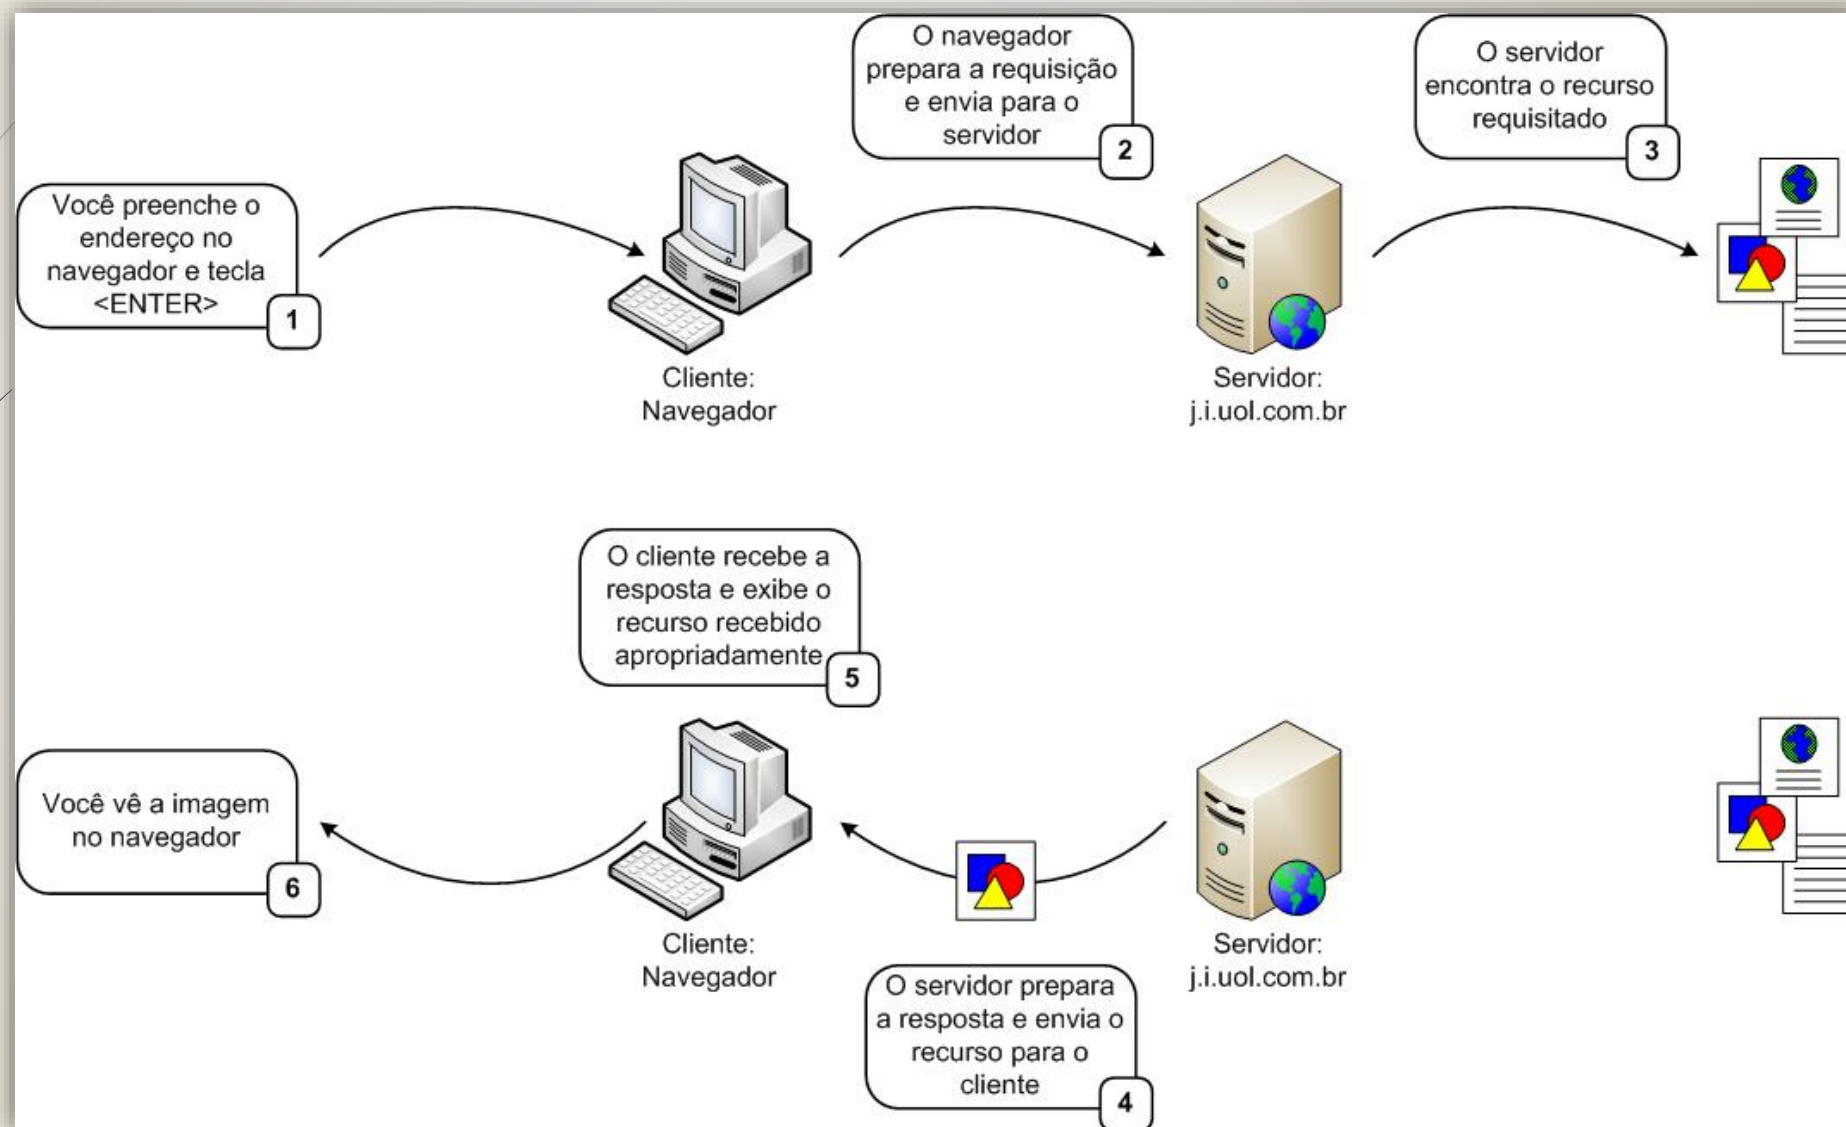 Você preenche o
endereço no
navegador e tecla
<ENTER>
1
Cliente:
Navegador
O navegador
prepara a requisição
e envia para o
servidor
2
Servidor:
j.i.uol.com.br
O servidor
encontra o recurso
requisitado
3
O servidor prepara
a resposta e envia o
recurso para o
cliente
4
Servidor:
j.i.uol.com.br
O cliente recebe a
resposta e exibe o
recurso recebido
apropriadamente
5
Cliente:
Navegador
Você vê a imagem
no navegador
6